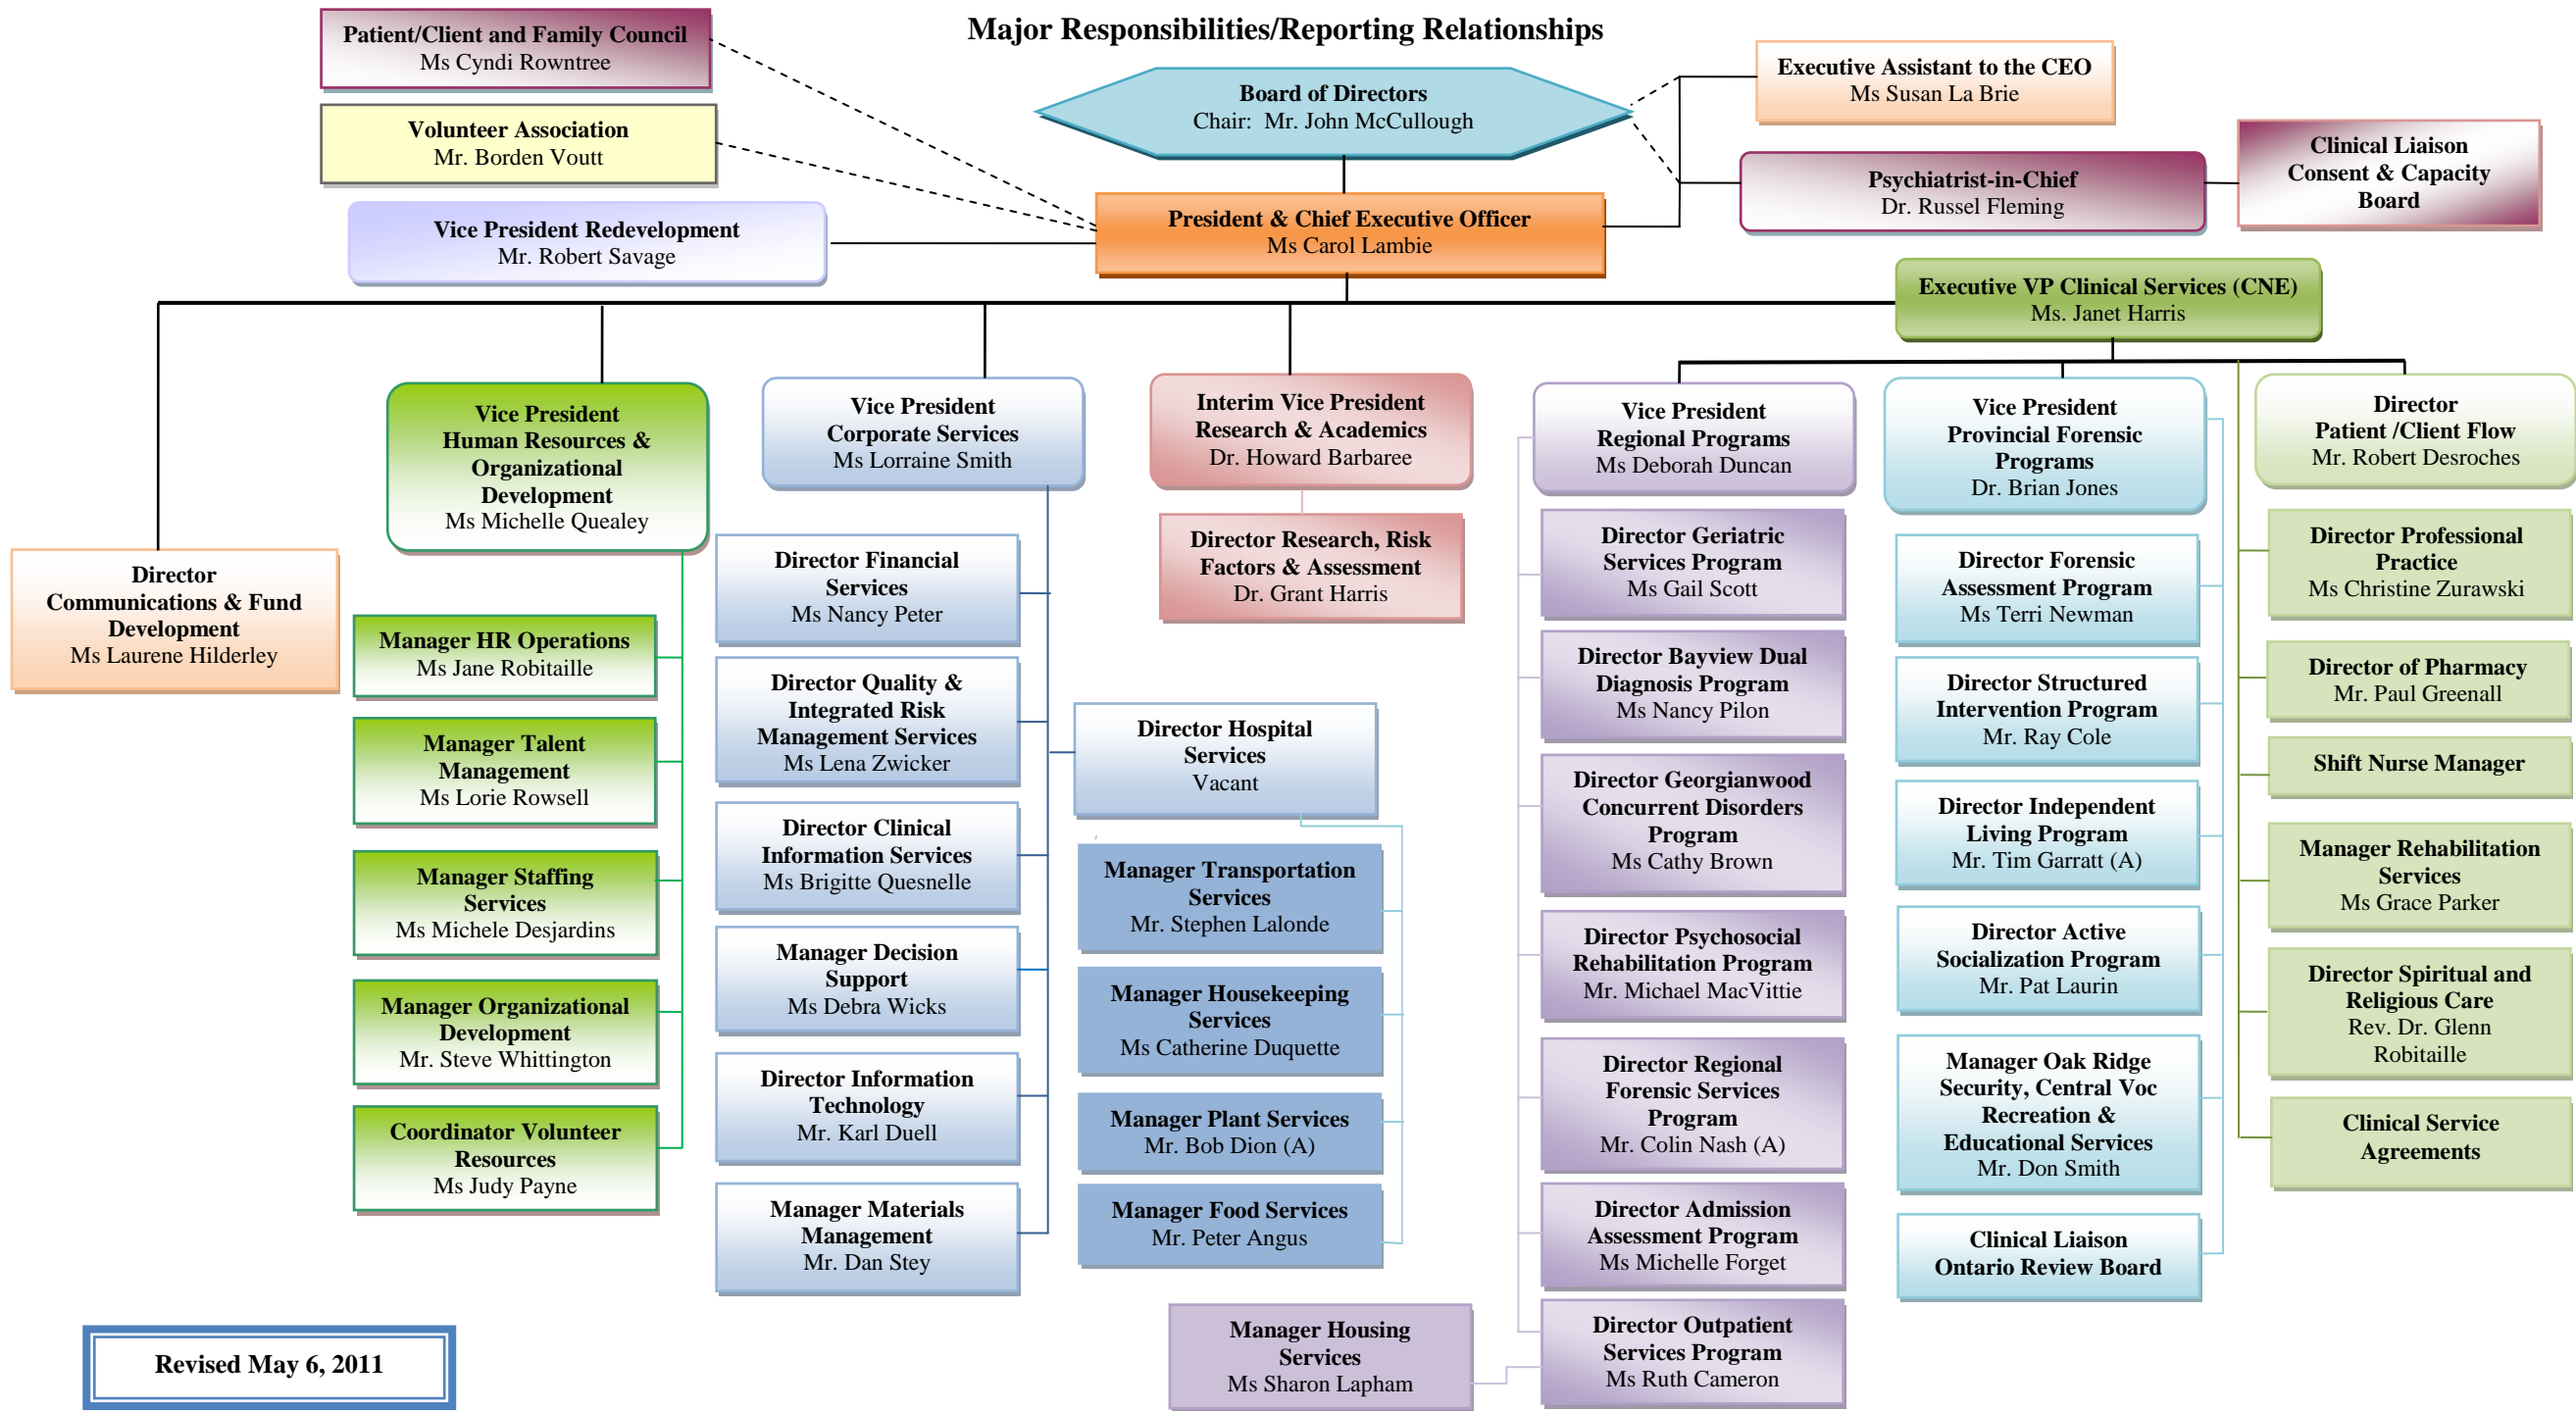 Major Responsibilities/Reporting Relationships
Patient/Client and Family Council
Ms Cyndi Rowntree
Volunteer Association
Mr. Borden Voutt
Vice President Redevelopment
Mr. Robert Savage
Board of Directors
Chair:  Mr. John McCullough
President & Chief Executive Officer
Ms Carol Lambie
Executive Assistant to the CEO
Ms Susan La Brie
Psychiatrist-in-Chief
Dr. Russel Fleming
Clinical Liaison
Consent & Capacity
Board
Executive VP Clinical Services (CNE)
Ms. Janet Harris
Director
Communications & Fund
Development
Ms Laurene Hilderley
Vice President
Human Resources &
Organizational
Development
Ms Michelle Quealey
Manager HR Operations
Ms Jane Robitaille
Manager Talent
Management
Ms Lorie Rowsell
Manager Staffing
Services
Ms Michele Desjardins
Manager Organizational
Development
Mr. Steve Whittington
Coordinator Volunteer
Resources
Ms Judy Payne
Vice President
Corporate Services
Ms Lorraine Smith
Director Financial
Services
Ms Nancy Peter
Director Quality &
Integrated Risk
Management Services
Ms Lena Zwicker
Director Clinical
Information Services
Ms Brigitte Quesnelle
Manager Decision
Support
Ms Debra Wicks
Director Information
Technology
Mr. Karl Duell
Manager Materials
Management
Mr. Dan Stey
Director Hospital
Services
Vacant
Manager Transportation
Services
Mr. Stephen Lalonde
Manager Housekeeping
Services
Ms Catherine Duquette
Manager Plant Services
Mr. Bob Dion (A)
Manager Food Services
Mr. Peter Angus
Interim Vice President
Research & Academics
Dr. Howard Barbaree
Director Research, Risk
Factors & Assessment
Dr. Grant Harris
Vice President
Regional Programs
Ms Deborah Duncan
Director Geriatric
Services Program
Ms Gail Scott
Director Bayview Dual
Diagnosis Program
Ms Nancy Pilon
Director Georgianwood
Concurrent Disorders
Program
Ms Cathy Brown
Director Psychosocial
Rehabilitation Program
Mr. Michael MacVittie
Director Regional
Forensic Services
Program
Mr. Colin Nash (A)
Director Admission
Assessment Program
Ms Michelle Forget
Director Outpatient
Services Program
Ms Ruth Cameron
Manager Housing
Services
Ms Sharon Lapham
Vice President
Provincial Forensic
Programs
Dr. Brian Jones
Director Forensic
Assessment Program
Ms Terri Newman
Director Structured
Intervention Program
Mr. Ray Cole
Director Independent
Living Program
Mr. Tim Garratt (A)
Director Active
Socialization Program
Mr. Pat Laurin
Manager Oak Ridge
Security, Central Voc
Recreation &
Educational Services
Mr. Don Smith
Clinical Liaison
Ontario Review Board
Director
Patient /Client Flow
Mr. Robert Desroches
Director Professional
Practice
Ms Christine Zurawski
Director of Pharmacy
Mr. Paul Greenall
Shift Nurse Manager
Manager Rehabilitation
Services
Ms Grace Parker
Director Spiritual and
Religious Care
Rev. Dr. Glenn
Robitaille
Clinical Service
Agreements
Revised May 6, 2011